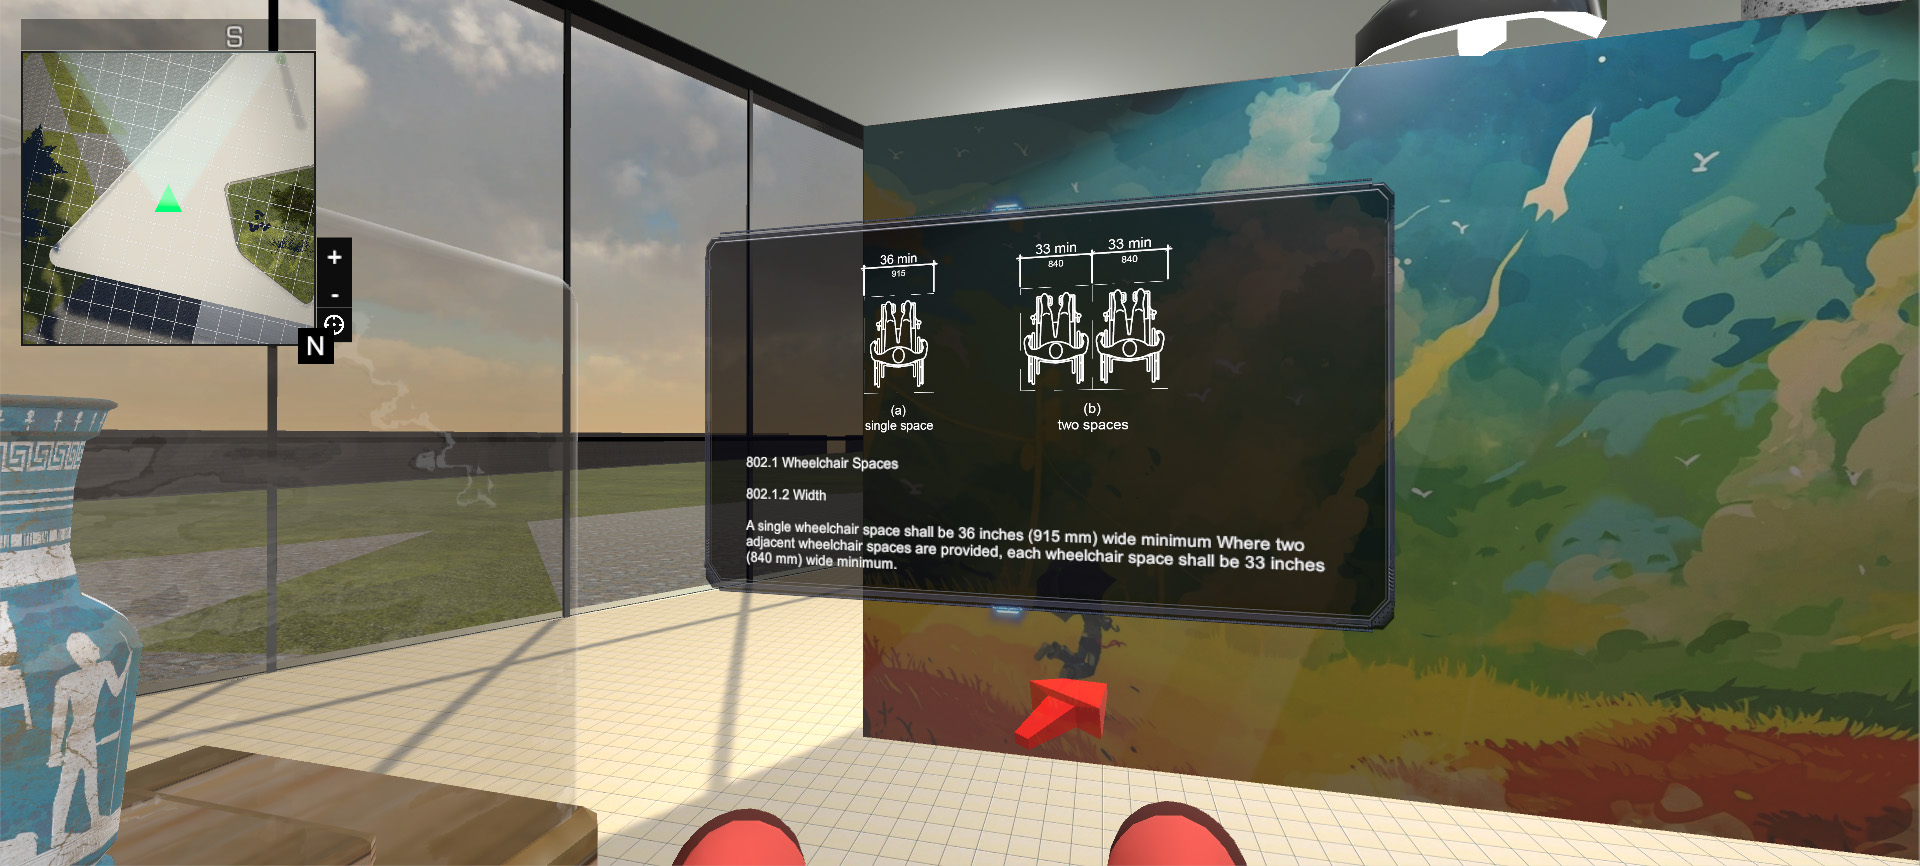 S
+
-
N
36 min
915
33 min 33 min
840 840
(a)
single space
(b)
two spaces
802.1 Wheelchair Spaces
802.1.2 Width
A single wheelchair space shall be 36 inches (915 mm) wide minimum Where two
adjacent wheelchair spaces are provided, each wheelchair space shall be 33 inches
(840 mm) wide minimum.